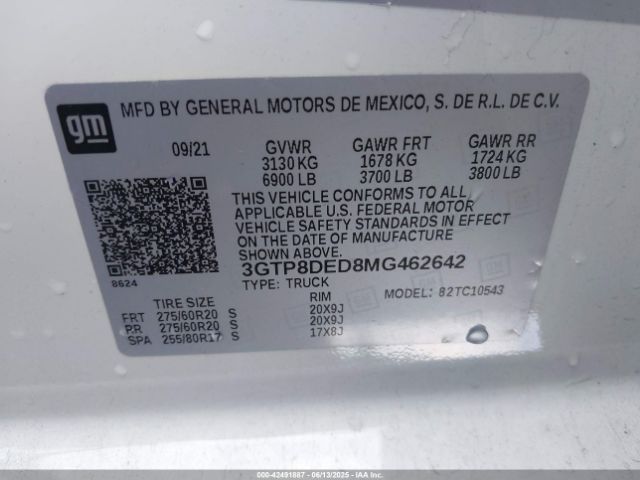 gm
MFD BY GENERAL MOTORS DE MEXICO, S. DE R.L. DE C.V.
09/21 GVWR GAWR FRT GAWR RR
3130 KG 1678 KG 1724 KG
6900 LB 3700 LB 3800 LB
THIS VEHICLE CONFORMS TO ALL
APPLICABLE U.S. FEDERAL MOTOR
VEHICLE SAFETY STANDARDS IN EFFECT
ON THE DATE OF MANUFACTURE
SHOWN ABOVE.
3GTP8DED8MG462642
8624 TYPE: TRUCK MODEL: 82TC10543
TIRE SIZE RIM
FRT 275/60R20 S 20X9J
RR 275/60R20 S 20X9J
SPA 255/80R17 S 17X8J
000-42491887 - 06/13/2025 - IAAI.COM